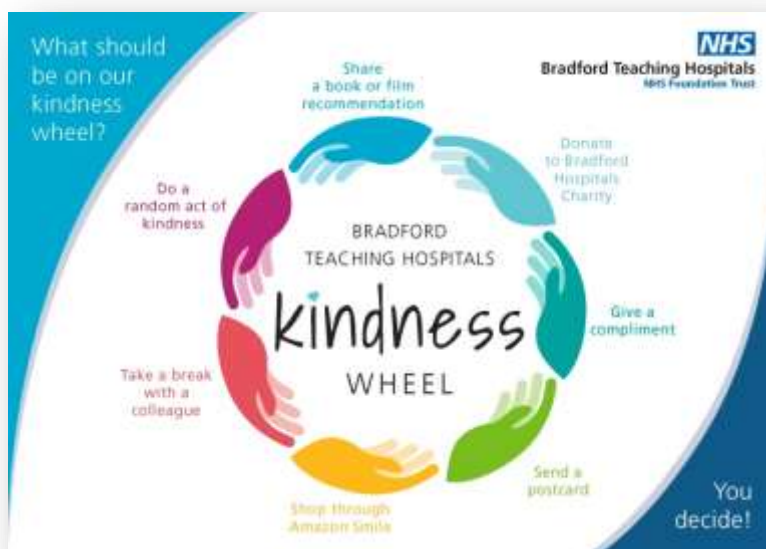 What should
be on our
kindness
wheel?
NHS
Bradford Teaching Hospitals
NHS Foundation Trust
Share
a book or film
recommendation
Donate
to Bradford
Hospitals
Charity
Give a
compliment
Send a
postcard
Shop through
Amazon Smile
Take a break
with a
colleague
Do a
random act of
kindness
BRADFORD
TEACHING HOSPITALS
kindness
WHEEL
You
decide!